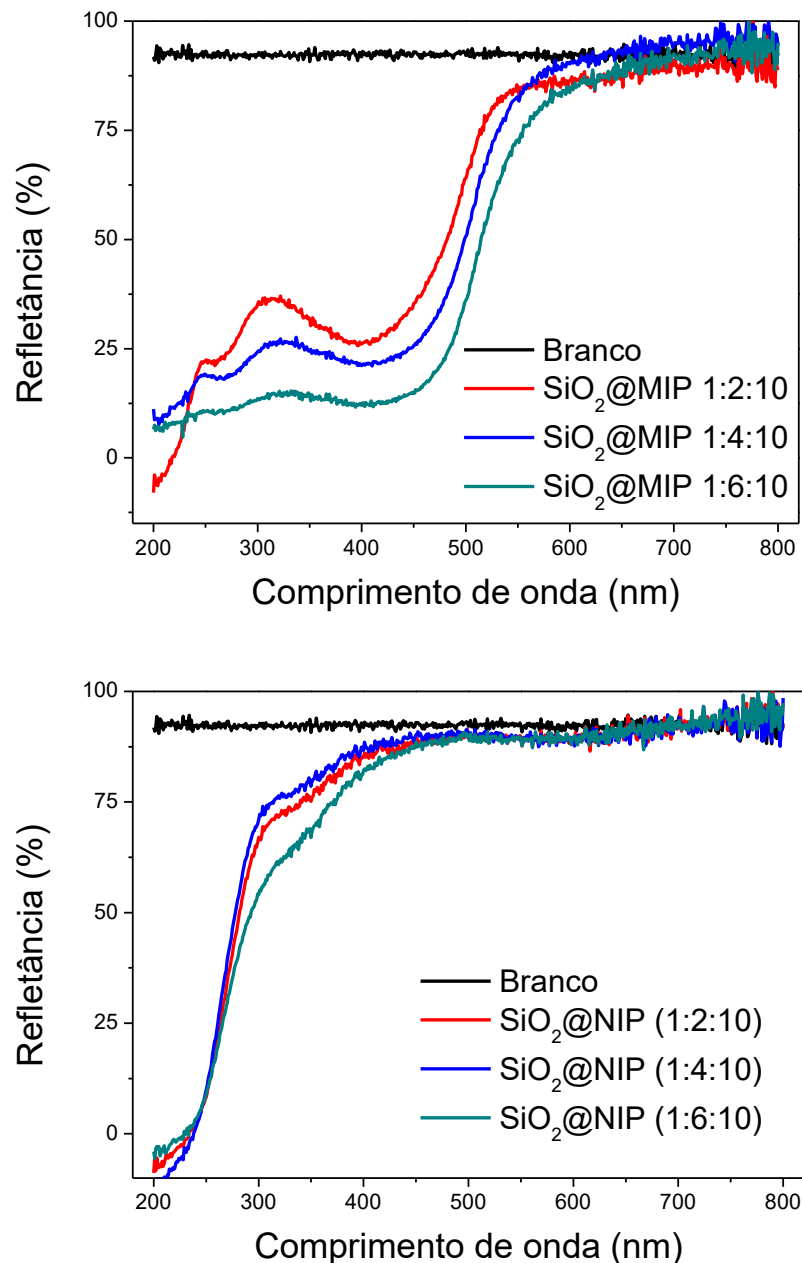 100
75
50
25
0
Refletância (%)
Branco
SiO₂@MIP 1:2:10
SiO₂@MIP 1:4:10
SiO₂@MIP 1:6:10
200 300 400 500 600 700 800
Comprimento de onda (nm)
100
75
50
25
0
Refletância (%)
Branco
SiO₂@NIP (1:2:10)
SiO₂@NIP (1:4:10)
SiO₂@NIP (1:6:10)
200 300 400 500 600 700 800
Comprimento de onda (nm)